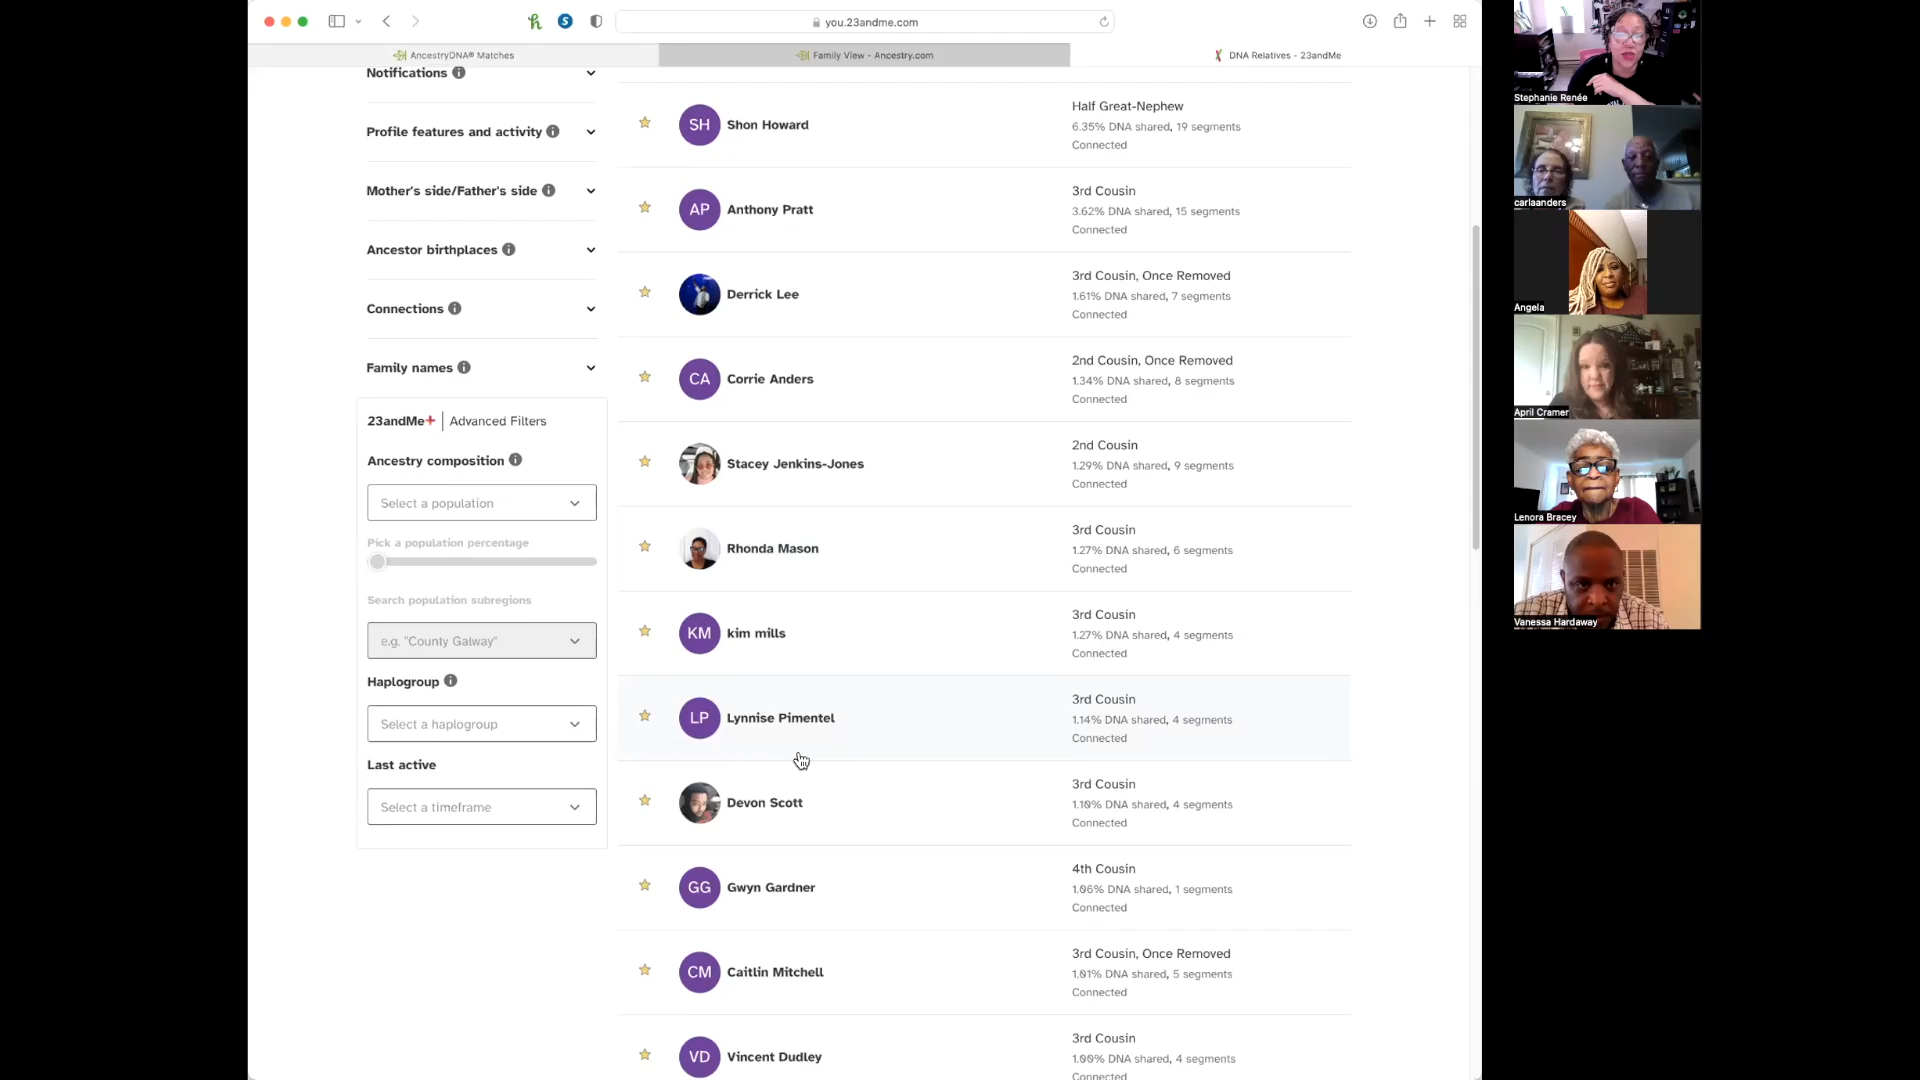 you.23andme.com
AncestryDNA® Matches
Family View - Ancestry.com
DNA Relatives - 23andMe
Notifications
Profile features and activity
Mother's side/Father's side
Ancestor birthplaces
Connections
Family names
23andMe+ | Advanced Filters
Ancestry composition
Select a population
Pick a population percentage
Search population subregions
e.g. "County Galway"
Haplogroup
Select a haplogroup
Last active
Select a timeframe
SH Shon Howard
Half Great-Nephew
6.35% DNA shared, 19 segments
Connected
AP Anthony Pratt
3rd Cousin
3.62% DNA shared, 15 segments
Connected
Derrick Lee
3rd Cousin, Once Removed
1.61% DNA shared, 7 segments
Connected
CA Corrie Anders
2nd Cousin, Once Removed
1.34% DNA shared, 8 segments
Connected
Stacey Jenkins-Jones
2nd Cousin
1.29% DNA shared, 9 segments
Connected
Rhonda Mason
3rd Cousin
1.27% DNA shared, 6 segments
Connected
KM kim mills
3rd Cousin
1.27% DNA shared, 4 segments
Connected
LP Lynnise Pimentel
3rd Cousin
1.14% DNA shared, 4 segments
Connected
Devon Scott
3rd Cousin
1.10% DNA shared, 4 segments
Connected
GG Gwyn Gardner
4th Cousin
1.06% DNA shared, 1 segments
Connected
CM Caitlin Mitchell
3rd Cousin, Once Removed
1.01% DNA shared, 5 segments
Connected
VD Vincent Dudley
3rd Cousin
1.00% DNA shared, 4 segments
Connected
Stephanie Renée
carlaanders
Angela
April Cramer
Lenora Bracey
Vanessa Hardaway